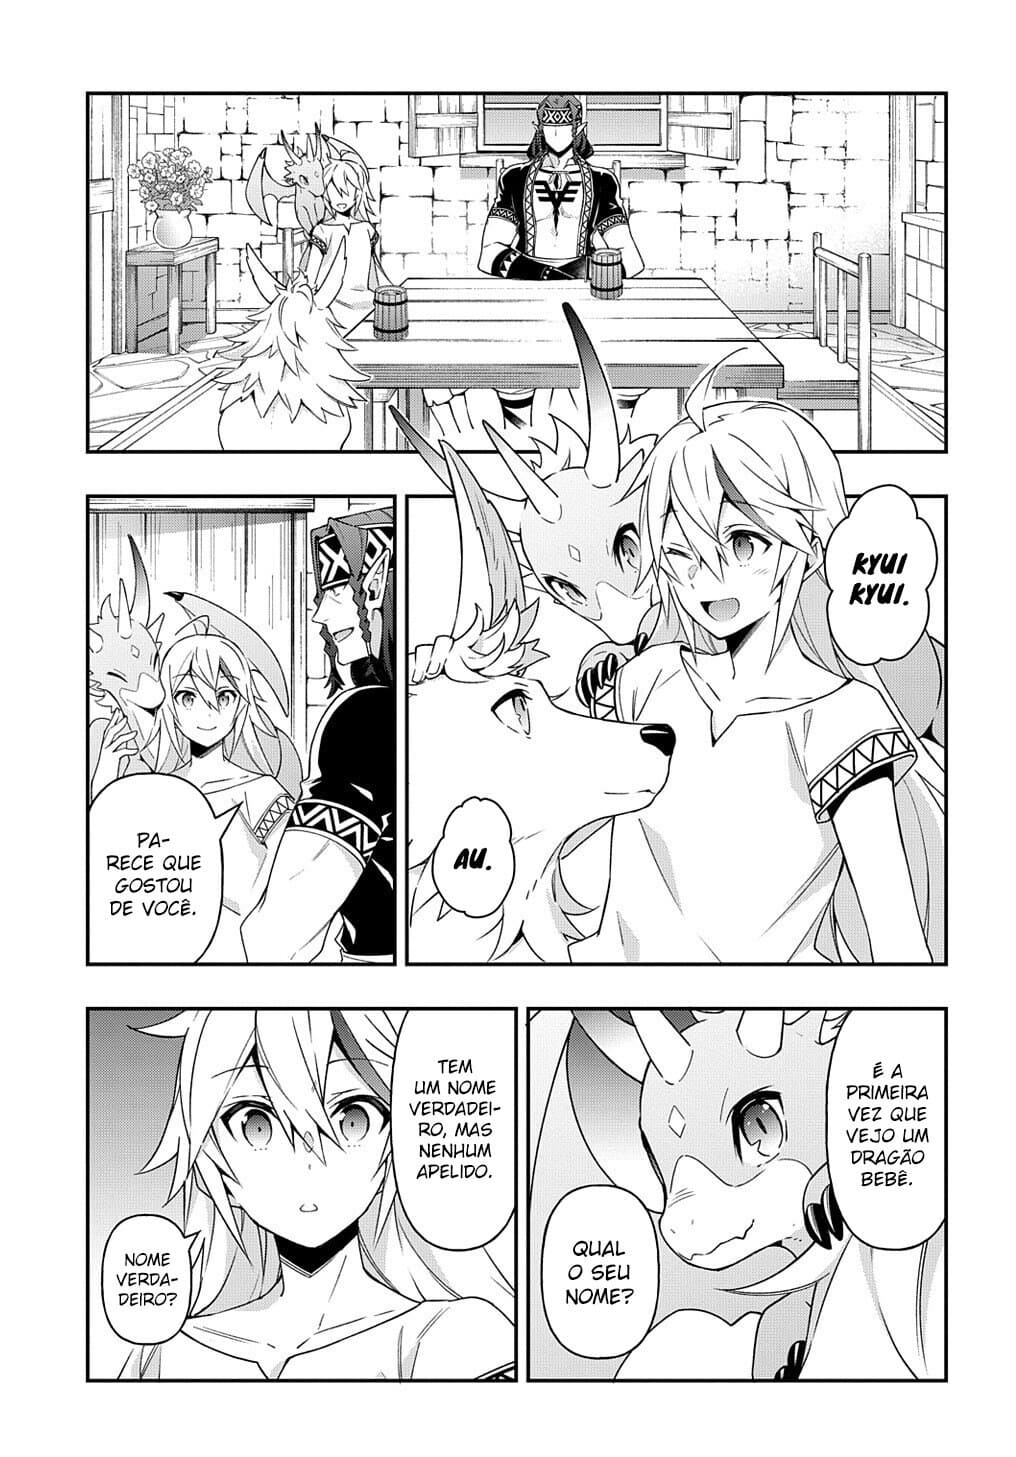 KYUI
KYUI.
AU.
PA-
RECE QUE
GOSTOU
DE VOCÊ.
É A
PRIMEIRA
VEZ QUE
VEJO UM
DRAGÃO
BEBÊ.
QUAL
O SEU
NOME?
TEM
UM NOME
VERDADEI-
RO, MAS
NENHUM
APELIDO.
NOME
VERDA-
DEIRO?